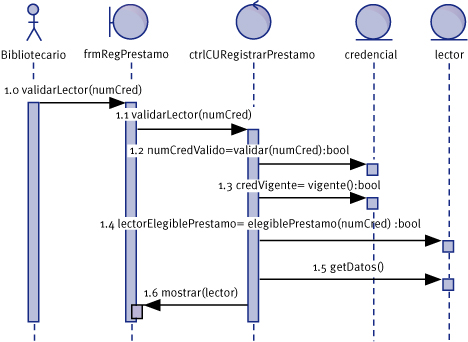 Bibliotecario frmRegPrestamo ctrlCURegistrarPrestamo credencial lector
1.0 validarLector(numCred)
1.1 validarLector(numCred)
1.2 numCredValido=validar(numCred):bool
1.3 credVigente= vigente():bool
1.4 lectorElegiblePrestamo= elegiblePrestamo(numCred) :bool
1.5 getDatos()
1.6 mostrar(lector)